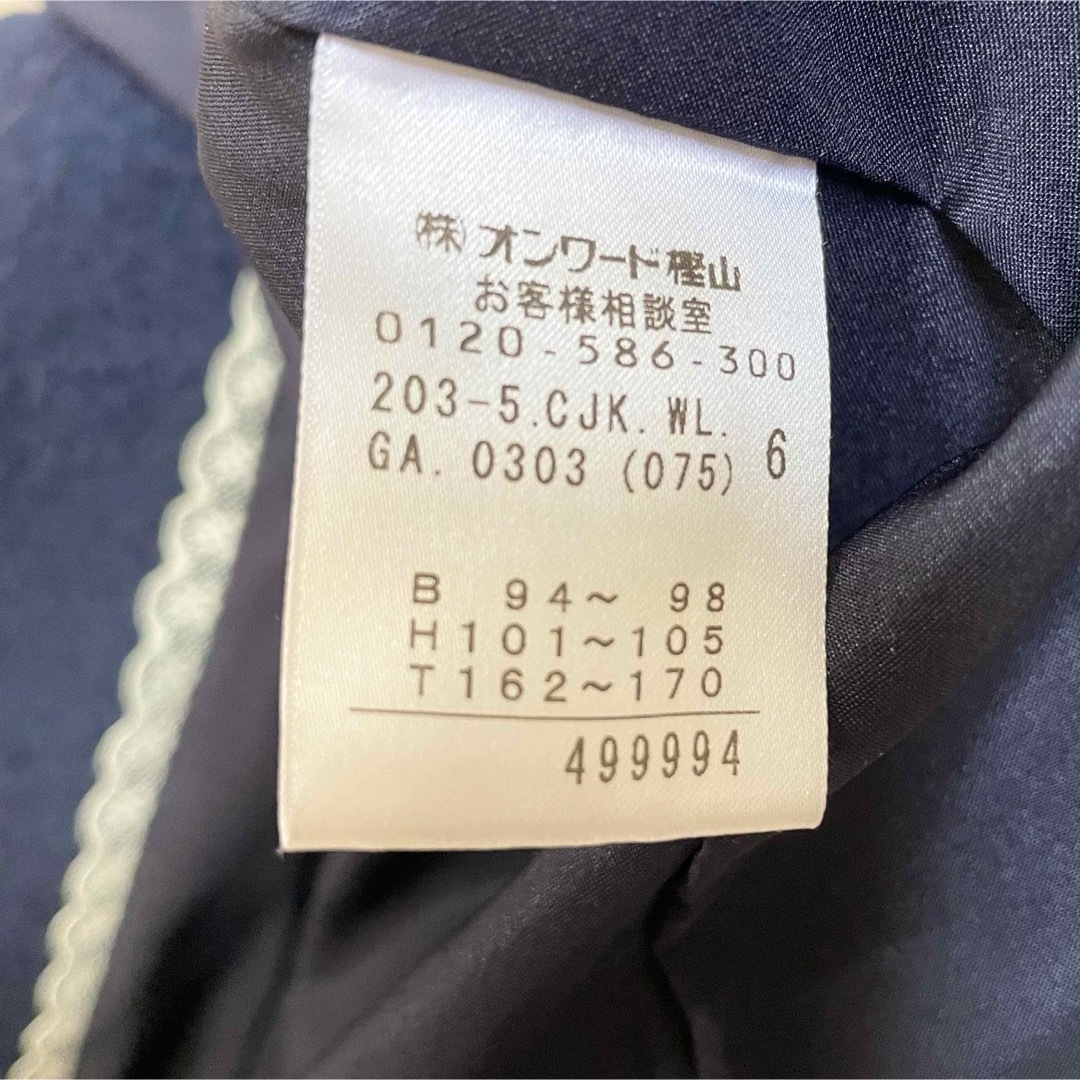 ㈱オンワード樫山
お客様相談室
0120-586-300
203-5.CJK.WL.
GA.0303 (075) 6
B 94～ 98
H101～105
T162～170
499994